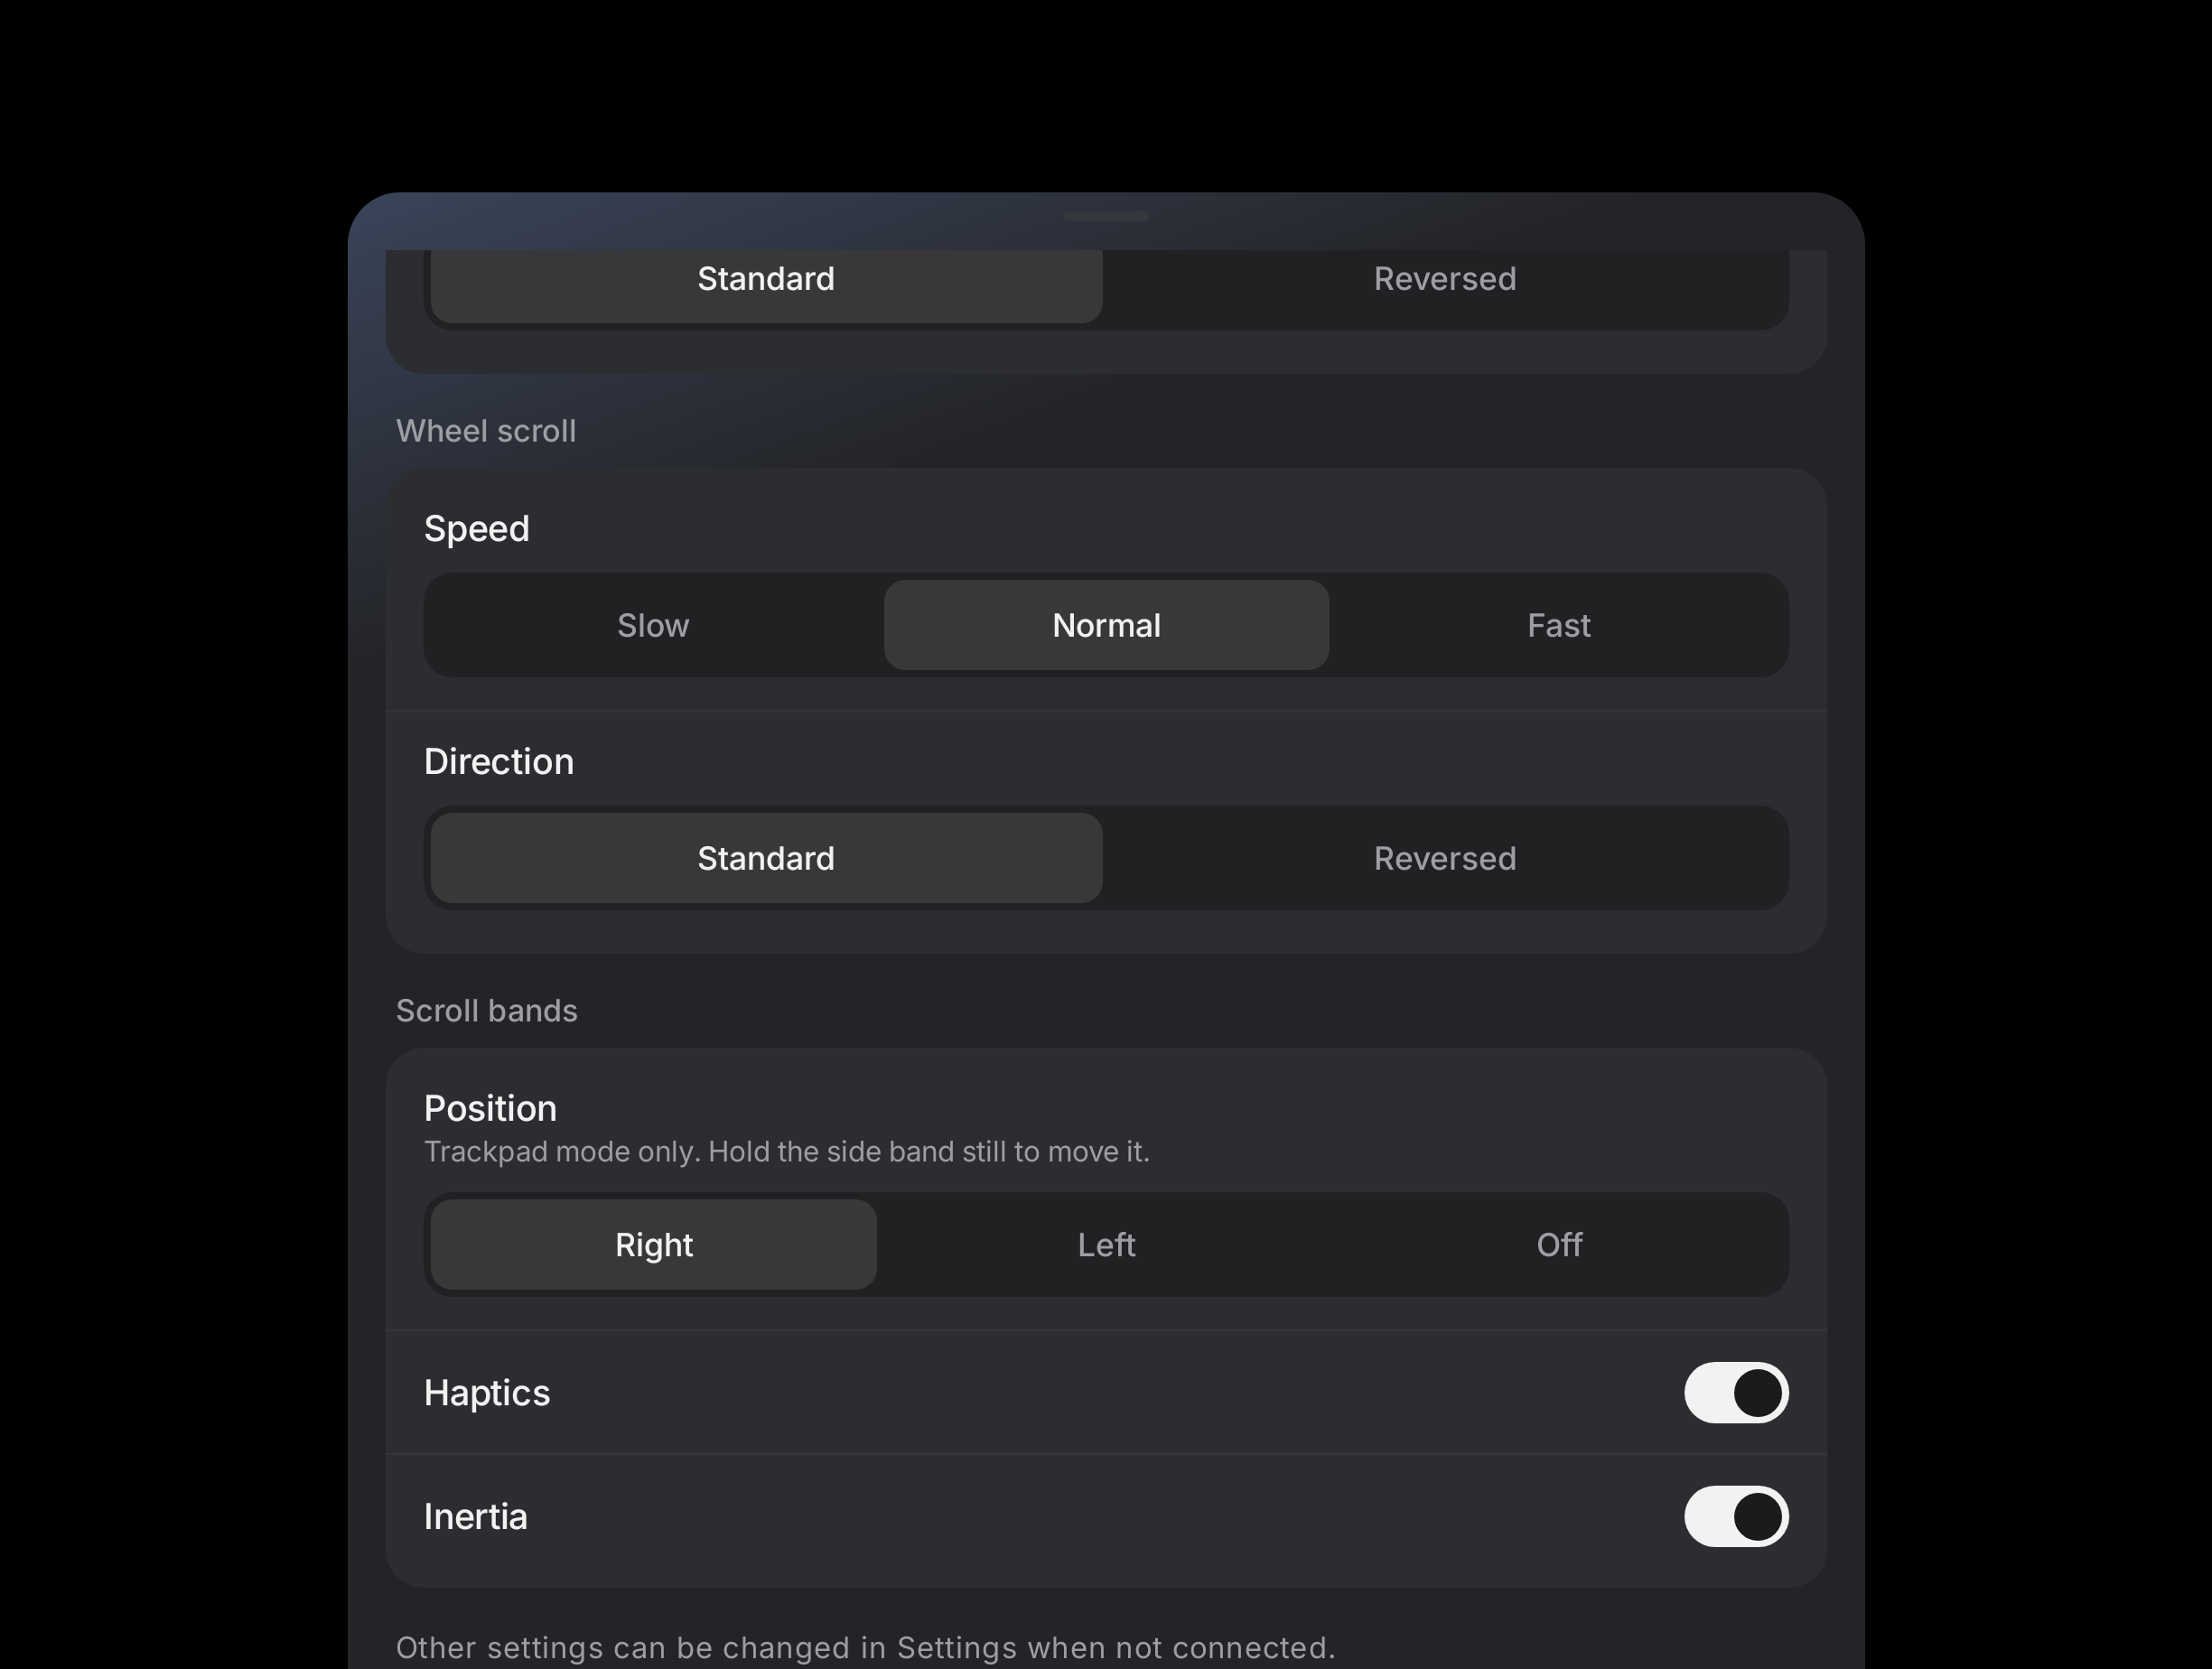 Standard Reversed
Wheel scroll
Speed
Slow Normal Fast
Direction
Standard Reversed
Scroll bands
Position
Trackpad mode only. Hold the side band still to move it.
Right Left Off
Haptics
Inertia
Other settings can be changed in Settings when not connected.